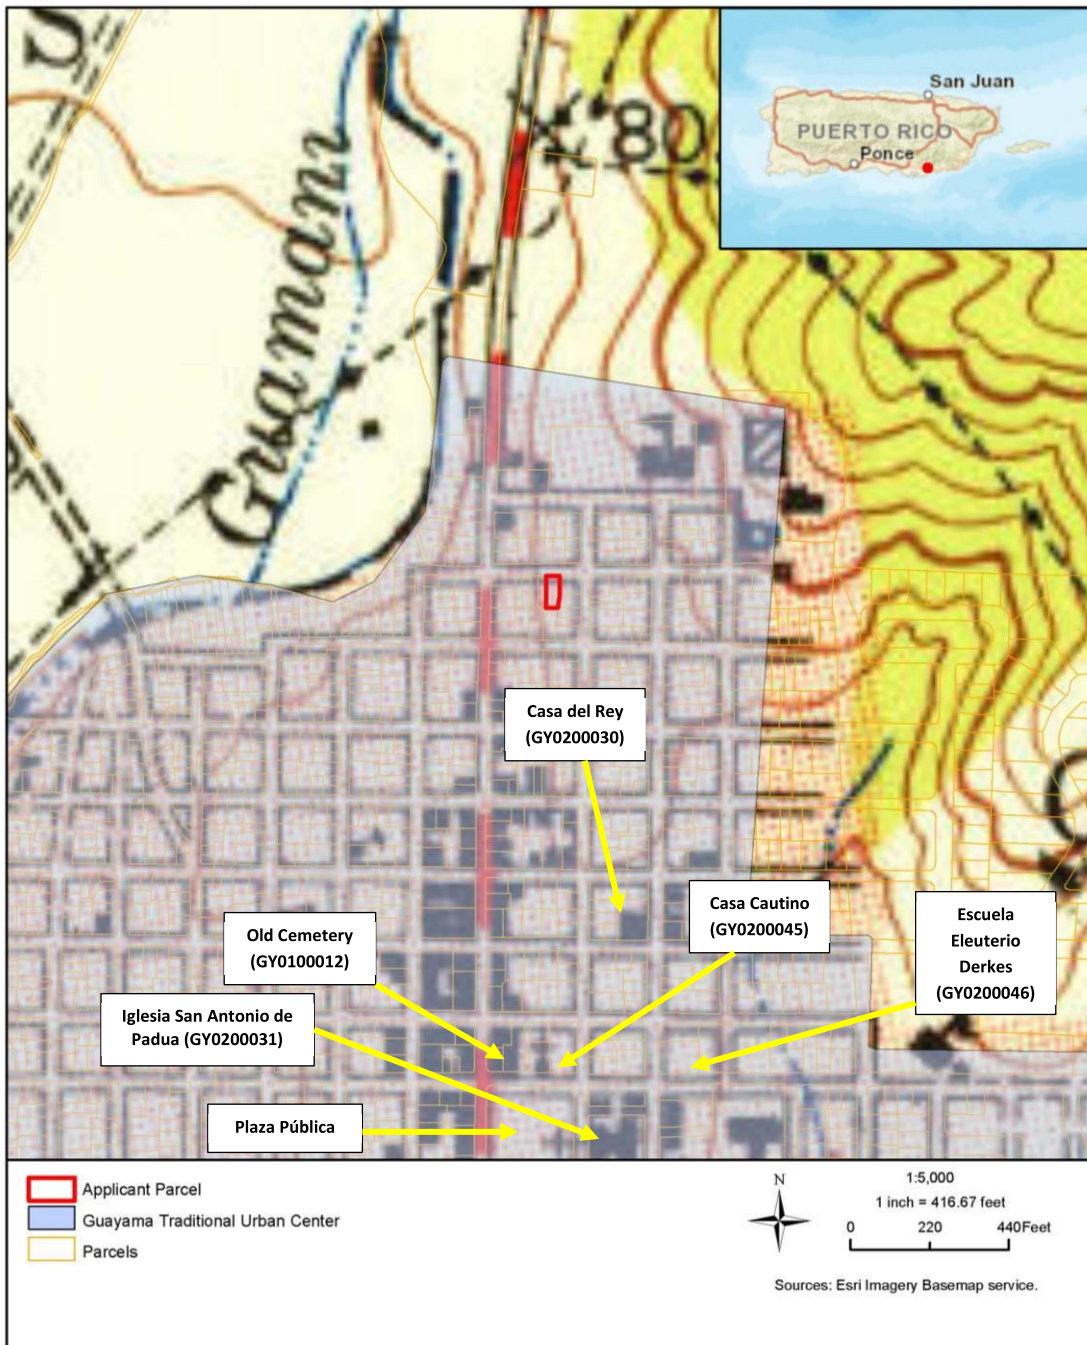 San Juan
PUERTO RICO
Ponce
80
Guamani
Casa del Rey
(GY0200030)
Casa Cautino
(GY0200045)
Escuela
Eleuterio
Derkes
(GY0200046)
Old Cemetery
(GY0100012)
Iglesia San Antonio de
Padua (GY0200031)
Plaza Pública
Applicant Parcel
Guayama Traditional Urban Center
Parcels
N
1:5,000
1 inch = 416.67 feet
0 220 440Feet
Sources: Esri Imagery Basemap service.